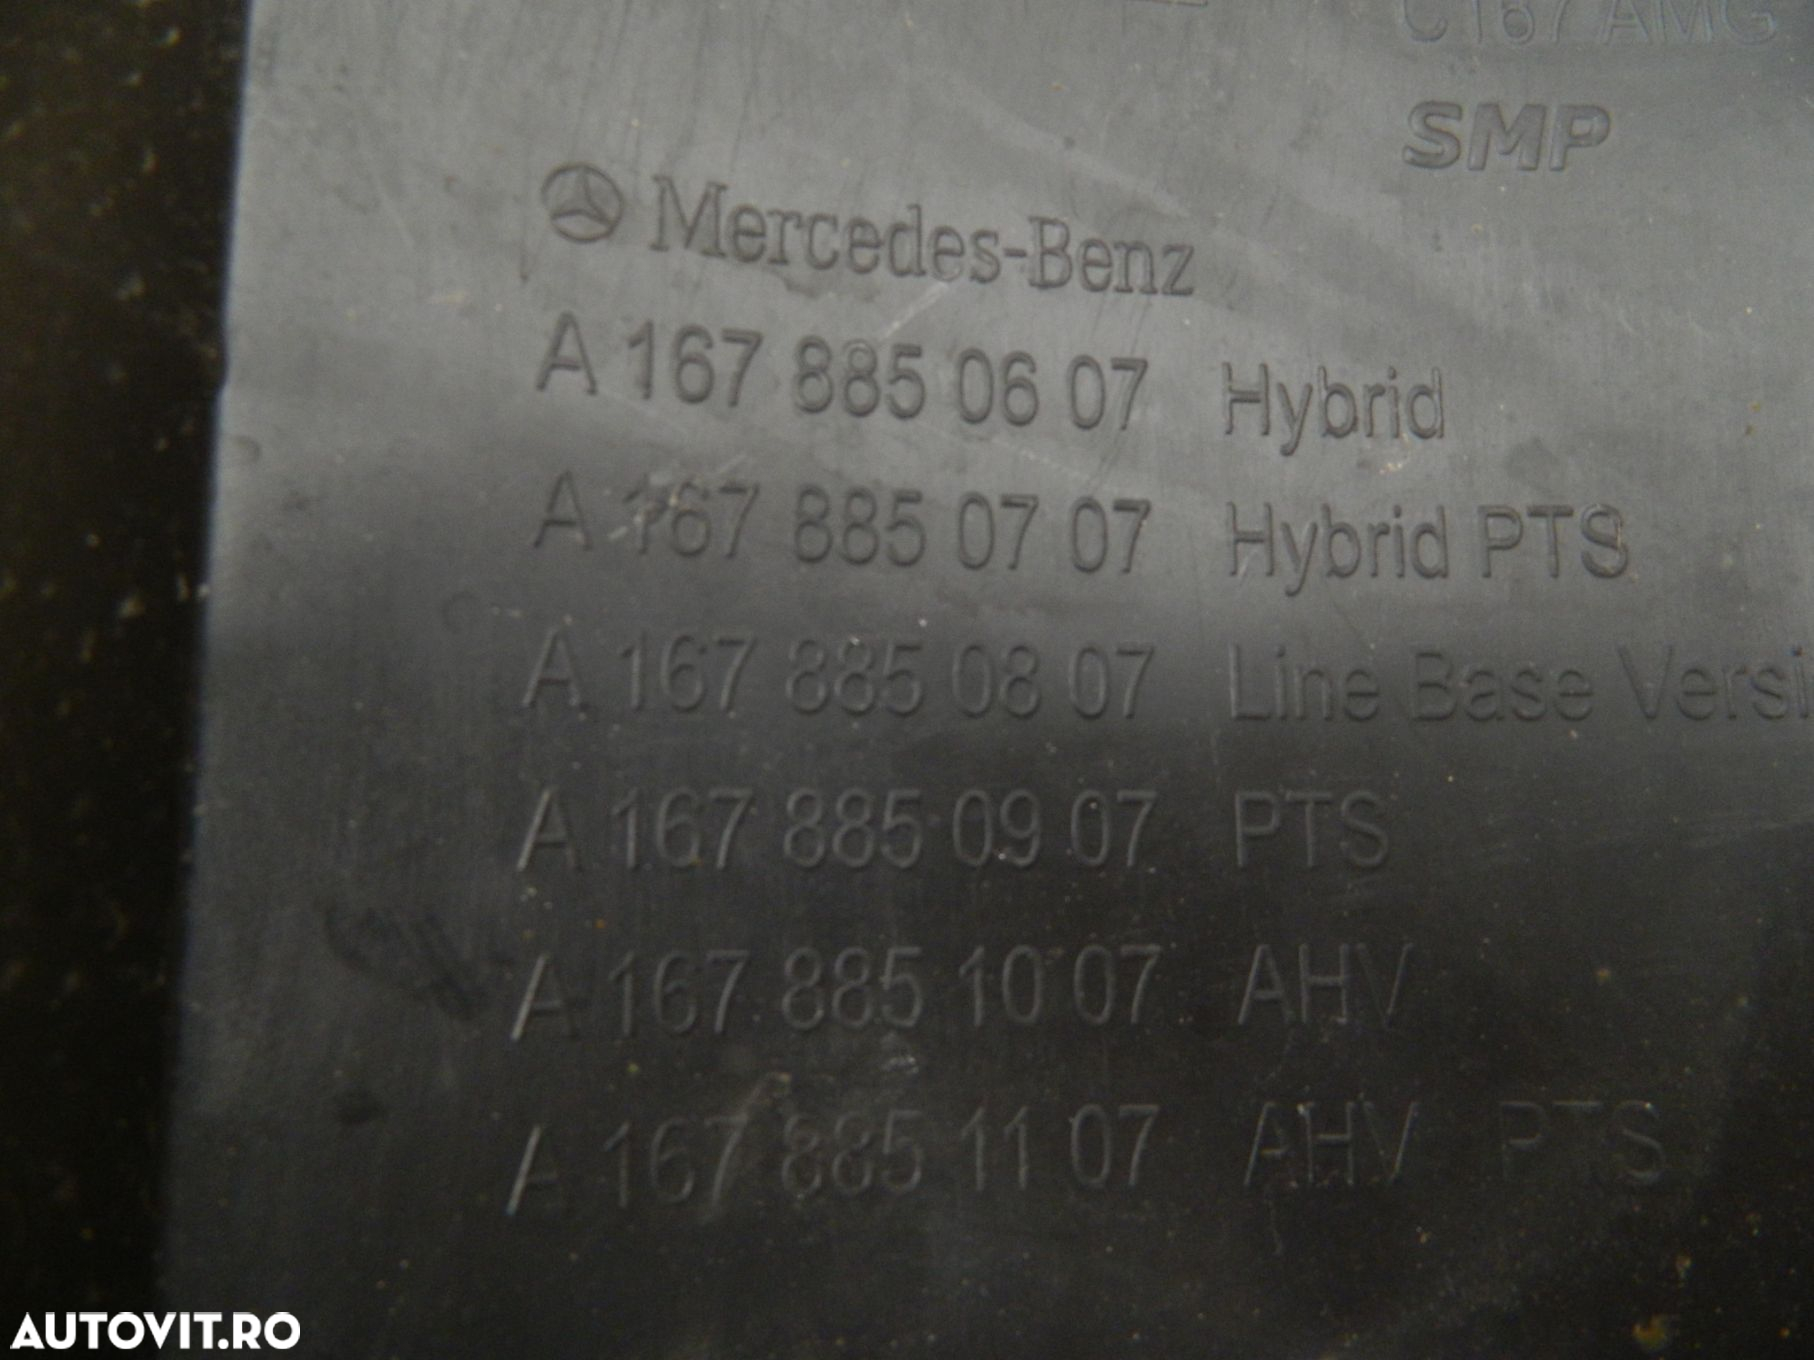 C167 AMG
SMP
Mercedes-Benz
A 167 885 06 07 Hybrid
A 167 885 07 07 Hybrid PTS
A 167 885 08 07 Line Base Versi
A 167 885 09 07 PTS
A 167 885 10 07 AHV
A 167 885 11 07 AHV PTS
AUTOVIT.RO